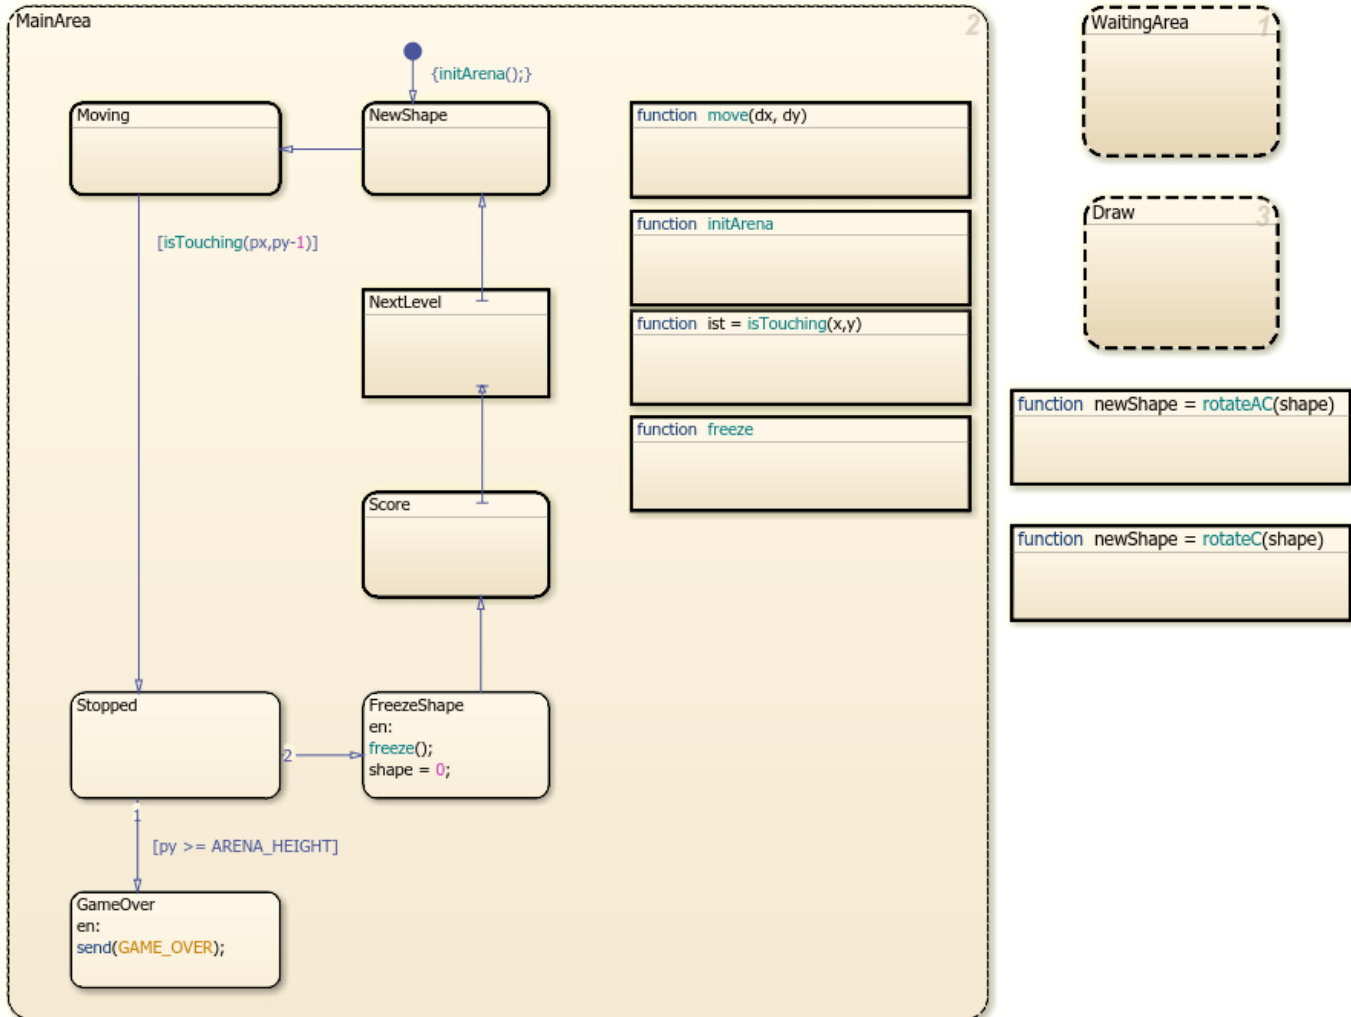 MainArea
2
{initArena();}
Moving
NewShape
[isTouching(px,py-1)]
NextLevel
Score
Stopped
2
FreezeShape
en:
freeze();
shape = 0;
1
[py >= ARENA_HEIGHT]
GameOver
en:
send(GAME_OVER);
function move(dx, dy)
function initArena
function ist = isTouching(x,y)
function freeze
WaitingArea
1
Draw
3
function newShape = rotateAC(shape)
function newShape = rotateC(shape)